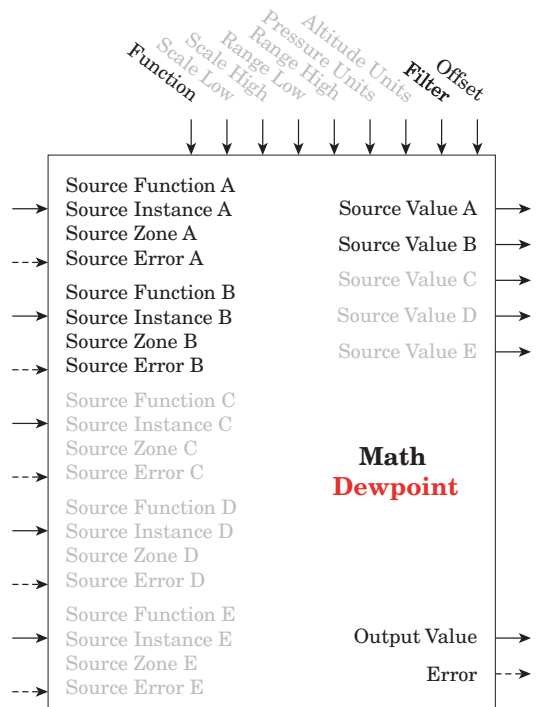 Function
Scale Low
Scale High
Range Low
Range High
Pressure Units
Altitude Units
Filter
Offset
Source Function A
Source Instance A
Source Zone A
Source Error A
Source Function B
Source Instance B
Source Zone B
Source Error B
Source Function C
Source Instance C
Source Zone C
Source Error C
Source Function D
Source Instance D
Source Zone D
Source Error D
Source Function E
Source Instance E
Source Zone E
Source Error E
Source Value A
Source Value B
Source Value C
Source Value D
Source Value E
Math
Dewpoint
Output Value
Error